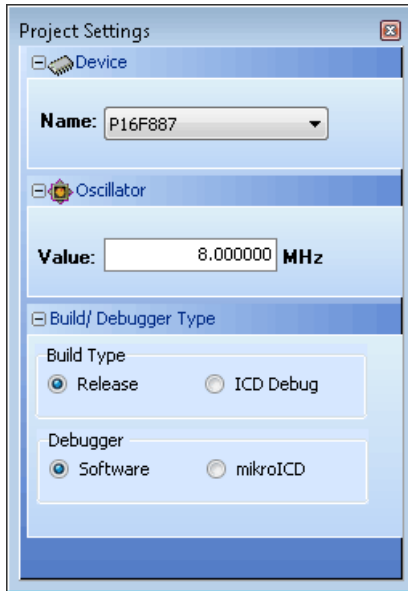 Project Settings
Device
Name: P16F887
Oscillator
Value: 8.000000 MHz
Build/ Debugger Type
Build Type
Release ICD Debug
Debugger
Software mikroICD